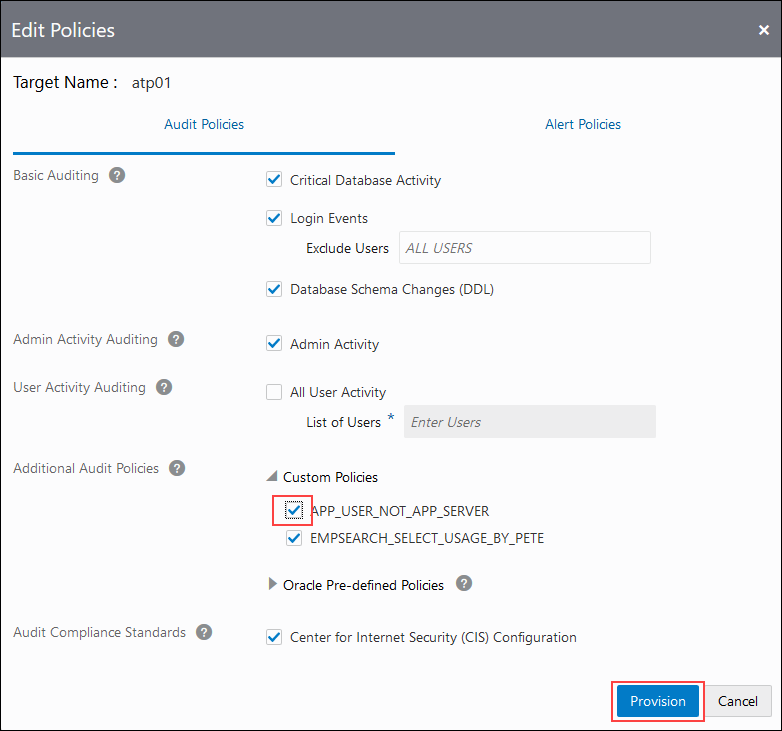 Edit Policies ×
Target Name : atp01
Audit Policies Alert Policies
Basic Auditing ? Critical Database Activity
Login Events
Exclude Users ALL USERS
Database Schema Changes (DDL)
Admin Activity Auditing ? Admin Activity
User Activity Auditing ? All User Activity
List of Users * Enter Users
Additional Audit Policies ? Custom Policies
APP_USER_NOT_APP_SERVER
EMPSEARCH_SELECT_USAGE_BY_PETE
Oracle Pre-defined Policies ?
Audit Compliance Standards ? Center for Internet Security (CIS) Configuration
Provision Cancel